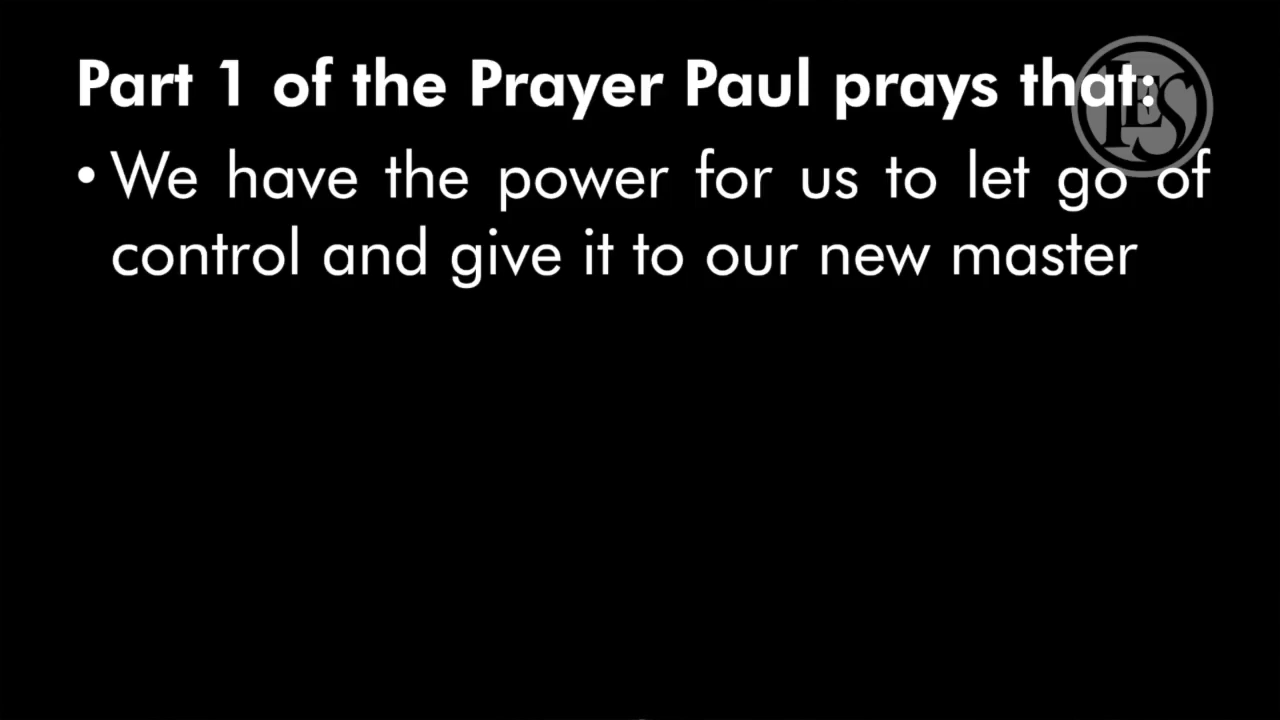 Part 1 of the Prayer Paul prays that:
• We have the power for us to let go of
control and give it to our new master
LES